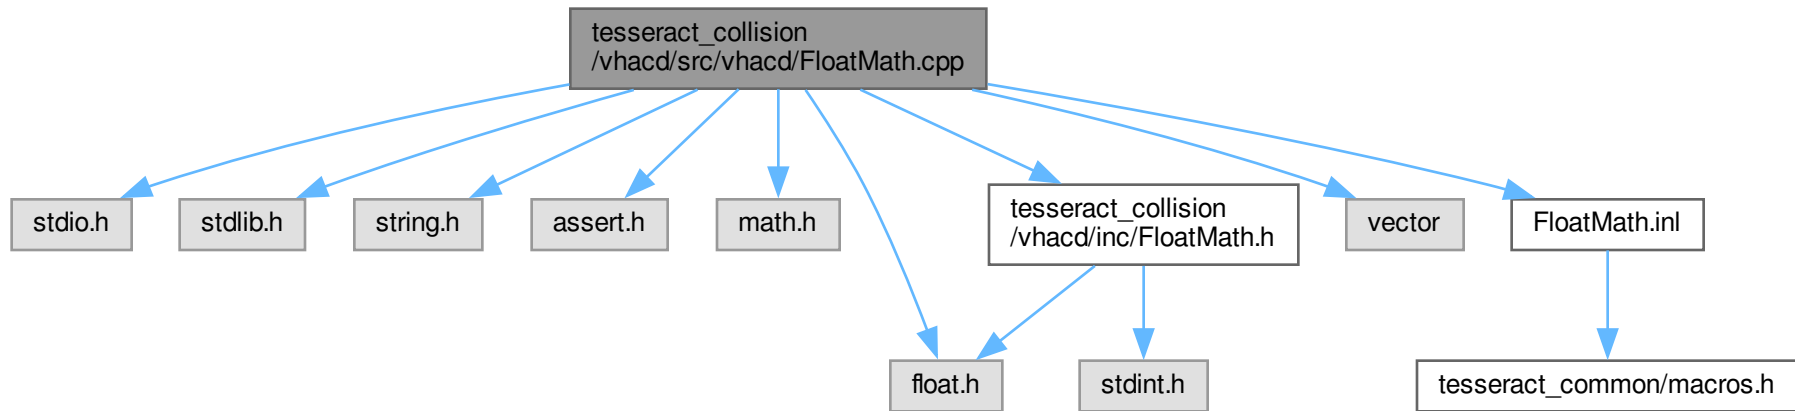 tesseract_collision
/vhacd/src/vhacd/FloatMath.cpp
stdio.h
stdlib.h
string.h
assert.h
math.h
tesseract_collision
/vhacd/inc/FloatMath.h
vector
FloatMath.inl
float.h
stdint.h
tesseract_common/macros.h